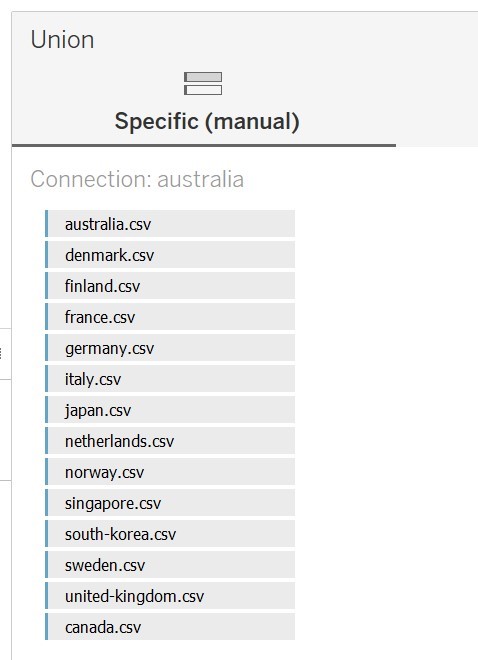 Union
Specific (manual)
Connection: australia
australia.csv
denmark.csv
finland.csv
france.csv
germany.csv
italy.csv
japan.csv
netherlands.csv
norway.csv
singapore.csv
south-korea.csv
sweden.csv
united-kingdom.csv
canada.csv